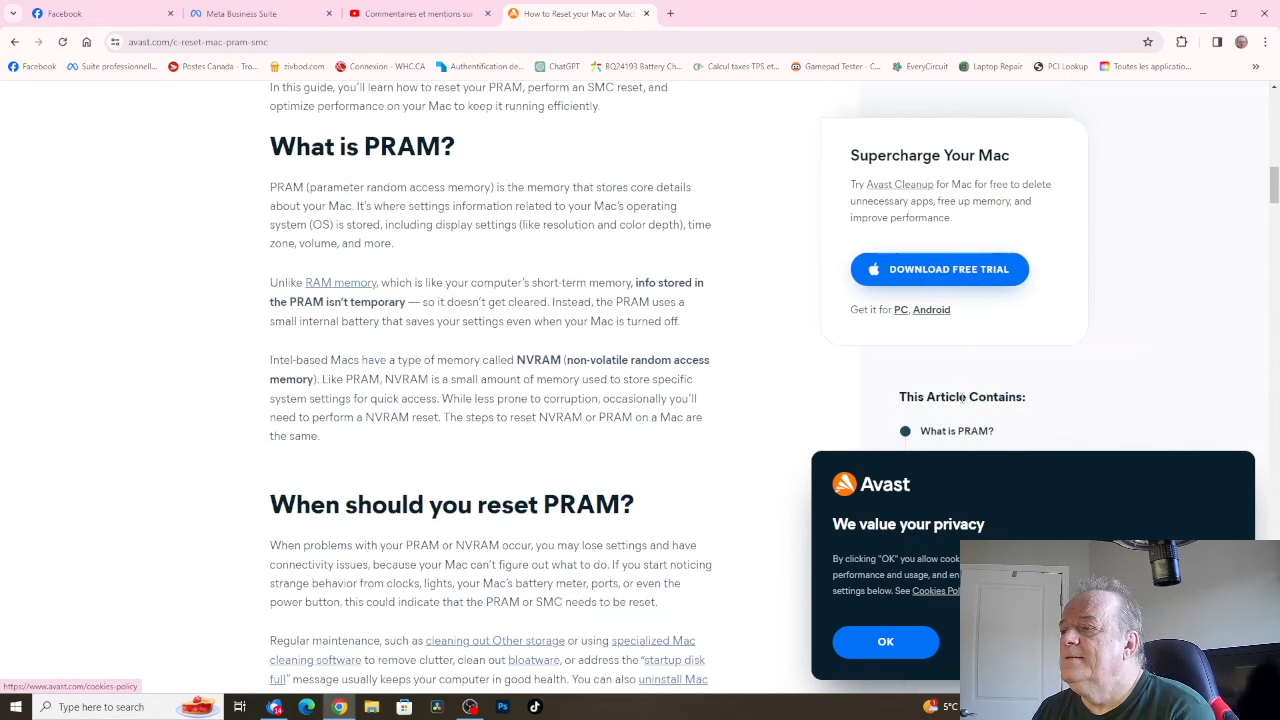 Facebook
Meta Business Suite
Commentaires et mentions sur
How to Reset your Mac or Mac
avast.com/c-reset-mac-pram-smc
Facebook
Suite professionnell...
Postes Canada - Tro...
zivbod.com
Connexion - WHC.CA
Authentification de...
ChatGPT
BQ24193 Battery Ch...
Calcul taxes TPS et...
Gamepad Tester - C...
EveryCircuit
Laptop Repair
PCI Lookup
Toutes les applicatio...
In this guide, you'll learn how to reset your PRAM, perform an SMC reset, and
optimize performance on your Mac to keep it running efficiently.
What is PRAM?
PRAM (parameter random access memory) is the memory that stores core details
about your Mac. It's where settings information related to your Mac's operating
system (OS) is stored, including display settings (like resolution and color depth), time
zone, volume, and more.
Unlike RAM memory, which is like your computer's short-term memory, info stored in
the PRAM isn't temporary — so it doesn't get cleared. Instead, the PRAM uses a
small internal battery that saves your settings even when your Mac is turned off.
Intel-based Macs have a type of memory called NVRAM (non-volatile random access
memory). Like PRAM, NVRAM is a small amount of memory used to store specific
system settings for quick access. While less prone to corruption, occasionally you'll
need to perform a NVRAM reset. The steps to reset NVRAM or PRAM on a Mac are
the same.
When should you reset PRAM?
When problems with your PRAM or NVRAM occur, you may lose settings and have
connectivity issues, because your Mac can't figure out what to do. If you start noticing
strange behavior from clocks, lights, your Mac's battery meter, ports, or even the
power button, this could indicate that the PRAM or SMC needs to be reset.
Regular maintenance, such as cleaning out Other storage or using specialized Mac
cleaning software to remove clutter, clean out bloatware, or address the "startup disk
full" message usually keeps your computer in good health. You can also uninstall Mac
Supercharge Your Mac
Try Avast Cleanup for Mac for free to delete
unnecessary apps, free up memory, and
improve performance.
DOWNLOAD FREE TRIAL
Get it for PC, Android
This Article Contains:
What is PRAM?
Avast
We value your privacy
By clicking "OK" you allow cook
performance and usage, and en
settings below. See Cookies Pol
OK
https://www.avast.com/cookies-policy
Type here to search
14
5°C